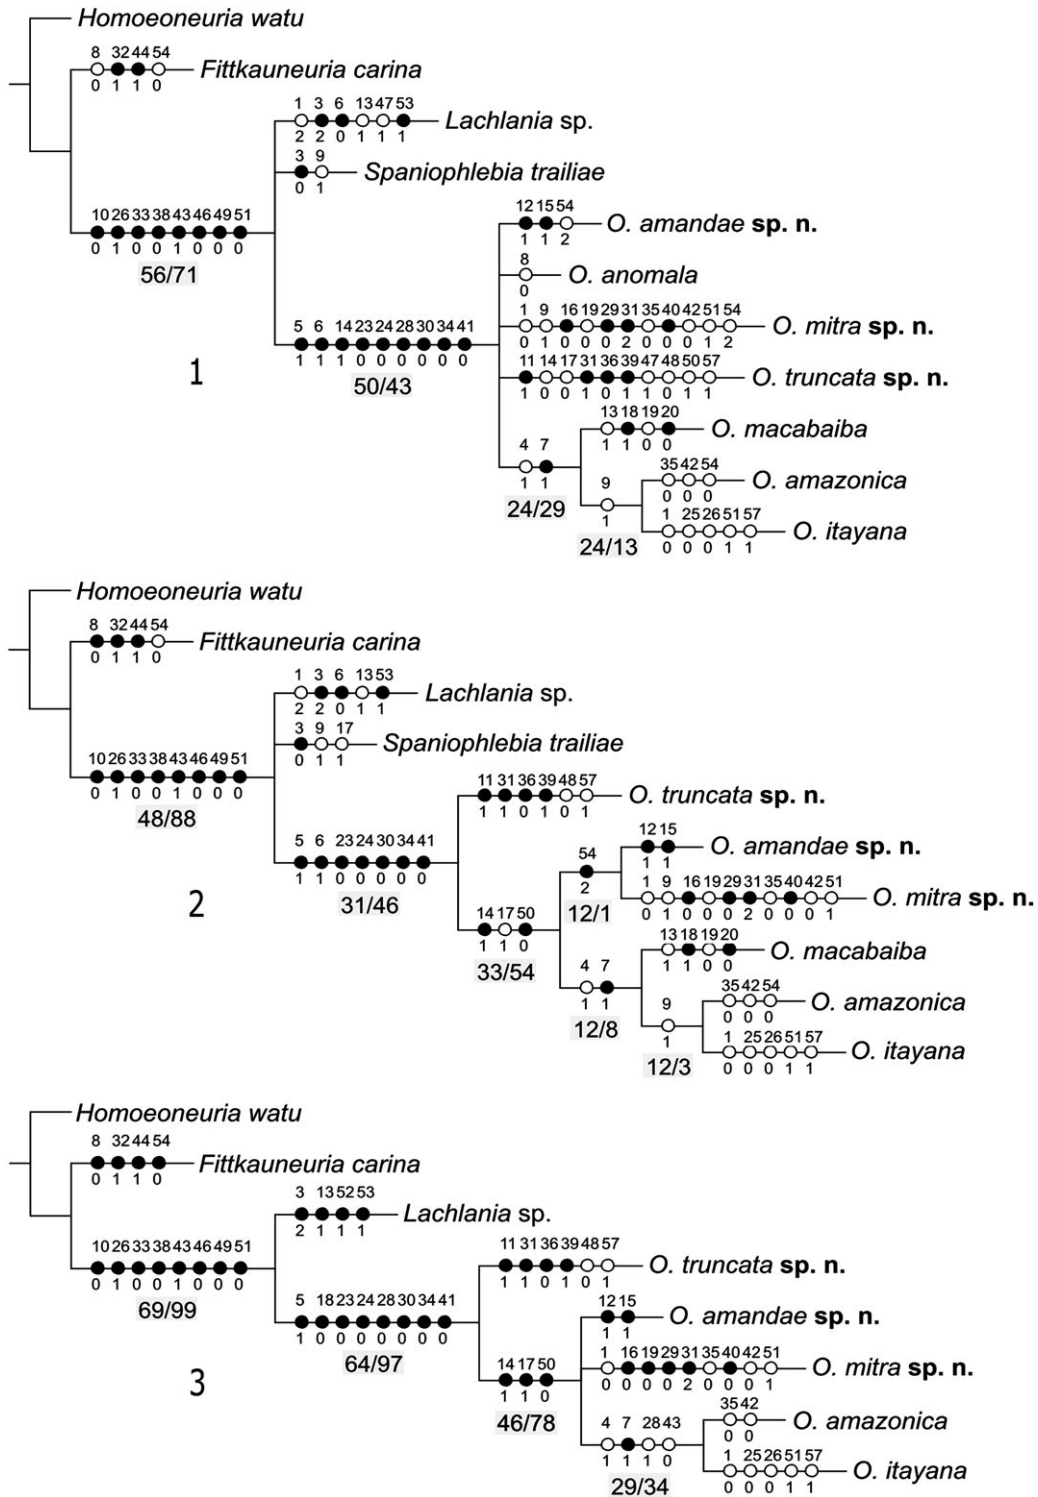 Homoeoneuria watu
8 32 44 54
Fittkauneuria carina
0 1 1 0
1 3 6 13 47 53
Lachlania sp.
2 2 0 1 1 1
3 9
Spaniophlebia trailiae
0 1
10 26 33 38 43 46 49 51
0 1 0 0 1 0 0 0
56/71
12 15 54
O. amandae sp. n.
1 1 2
8
O. anomala
0
5 6 14 23 24 28 30 34 41
1 1 1 0 0 0 0 0 0
50/43
1
1 9 16 19 29 31 35 40 42 51 54
O. mitra sp. n.
0 1 0 0 0 2 0 0 0 1 2
11 14 17 31 36 39 47 48 50 57
O. truncata sp. n.
1 0 0 1 0 1 1 0 1 1
13 18 19 20
O. macabaiba
1 1 0 0
4 7
1 1
24/29
9
1
24/13
35 42 54
O. amazonica
0 0 0
1 25 26 51 57
O. itayana
0 0 0 1 1
Homoeoneuria watu
8 32 44 54
Fittkauneuria carina
0 1 1 0
1 3 6 13 53
Lachlania sp.
2 2 0 1 1
3 9 17
Spaniophlebia trailiae
0 1 1
10 26 33 38 43 46 49 51
0 1 0 0 1 0 0 0
48/88
11 31 36 39 48 57
O. truncata sp. n.
1 1 0 1 0 1
5 6 23 24 30 34 41
1 1 0 0 0 0 0
31/46
2
12 15
O. amandae sp. n.
1 1
54
2
12/1
1 9 16 19 29 31 35 40 42 51
O. mitra sp. n.
0 1 0 0 0 2 0 0 0 1
14 17 50
1 1 0
33/54
13 18 19 20
O. macabaiba
1 1 0 0
4 7
1 1
12/8
9
1
12/3
35 42 54
O. amazonica
0 0 0
1 25 26 51 57
O. itayana
0 0 0 1 1
Homoeoneuria watu
8 32 44 54
Fittkauneuria carina
0 1 1 0
3 13 52 53
Lachlania sp.
2 1 1 1
10 26 33 38 43 46 49 51
0 1 0 0 1 0 0 0
69/99
11 31 36 39 48 57
O. truncata sp. n.
1 1 0 1 0 1
5 18 23 24 28 30 34 41
1 0 0 0 0 0 0 0
64/97
3
12 15
O. amandae sp. n.
1 1
1 16 19 29 31 35 40 42 51
O. mitra sp. n.
0 0 0 0 2 0 0 0 1
14 17 50
1 1 0
46/78
4 7 28 43
1 1 1 0
29/34
35 42
O. amazonica
0 0
1 25 26 51 57
O. itayana
0 0 0 1 1